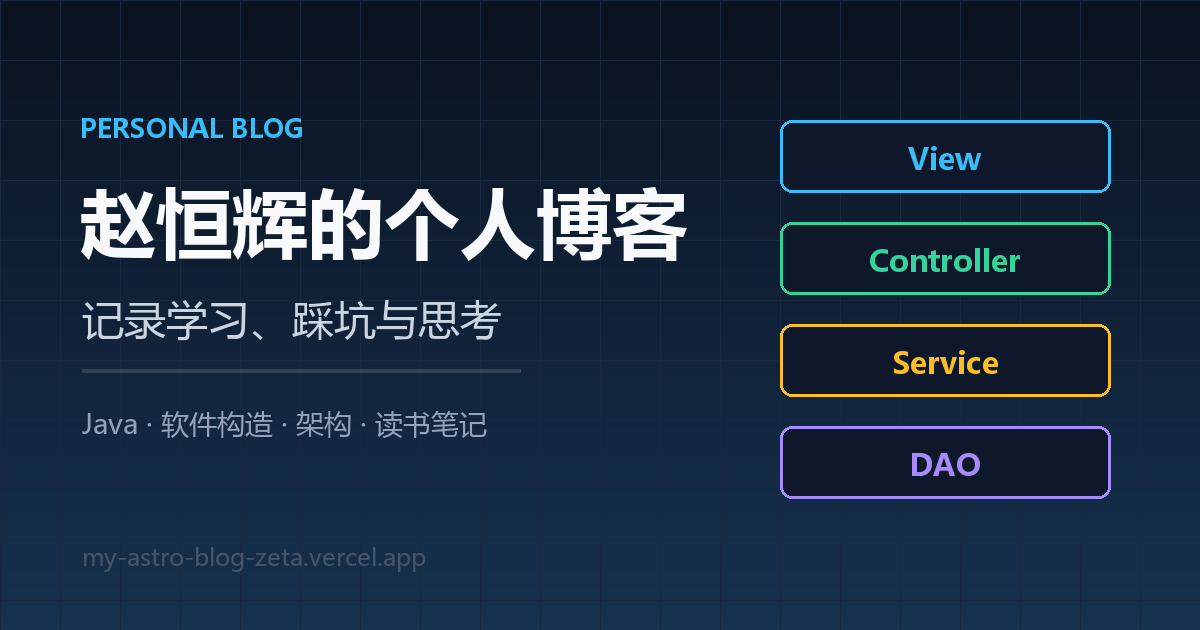 PERSONAL BLOG
赵恒辉的个人博客
记录学习、踩坑与思考
Java · 软件构造 · 架构 · 读书笔记
my-astro-blog-zeta.vercel.app
View
Controller
Service
DAO